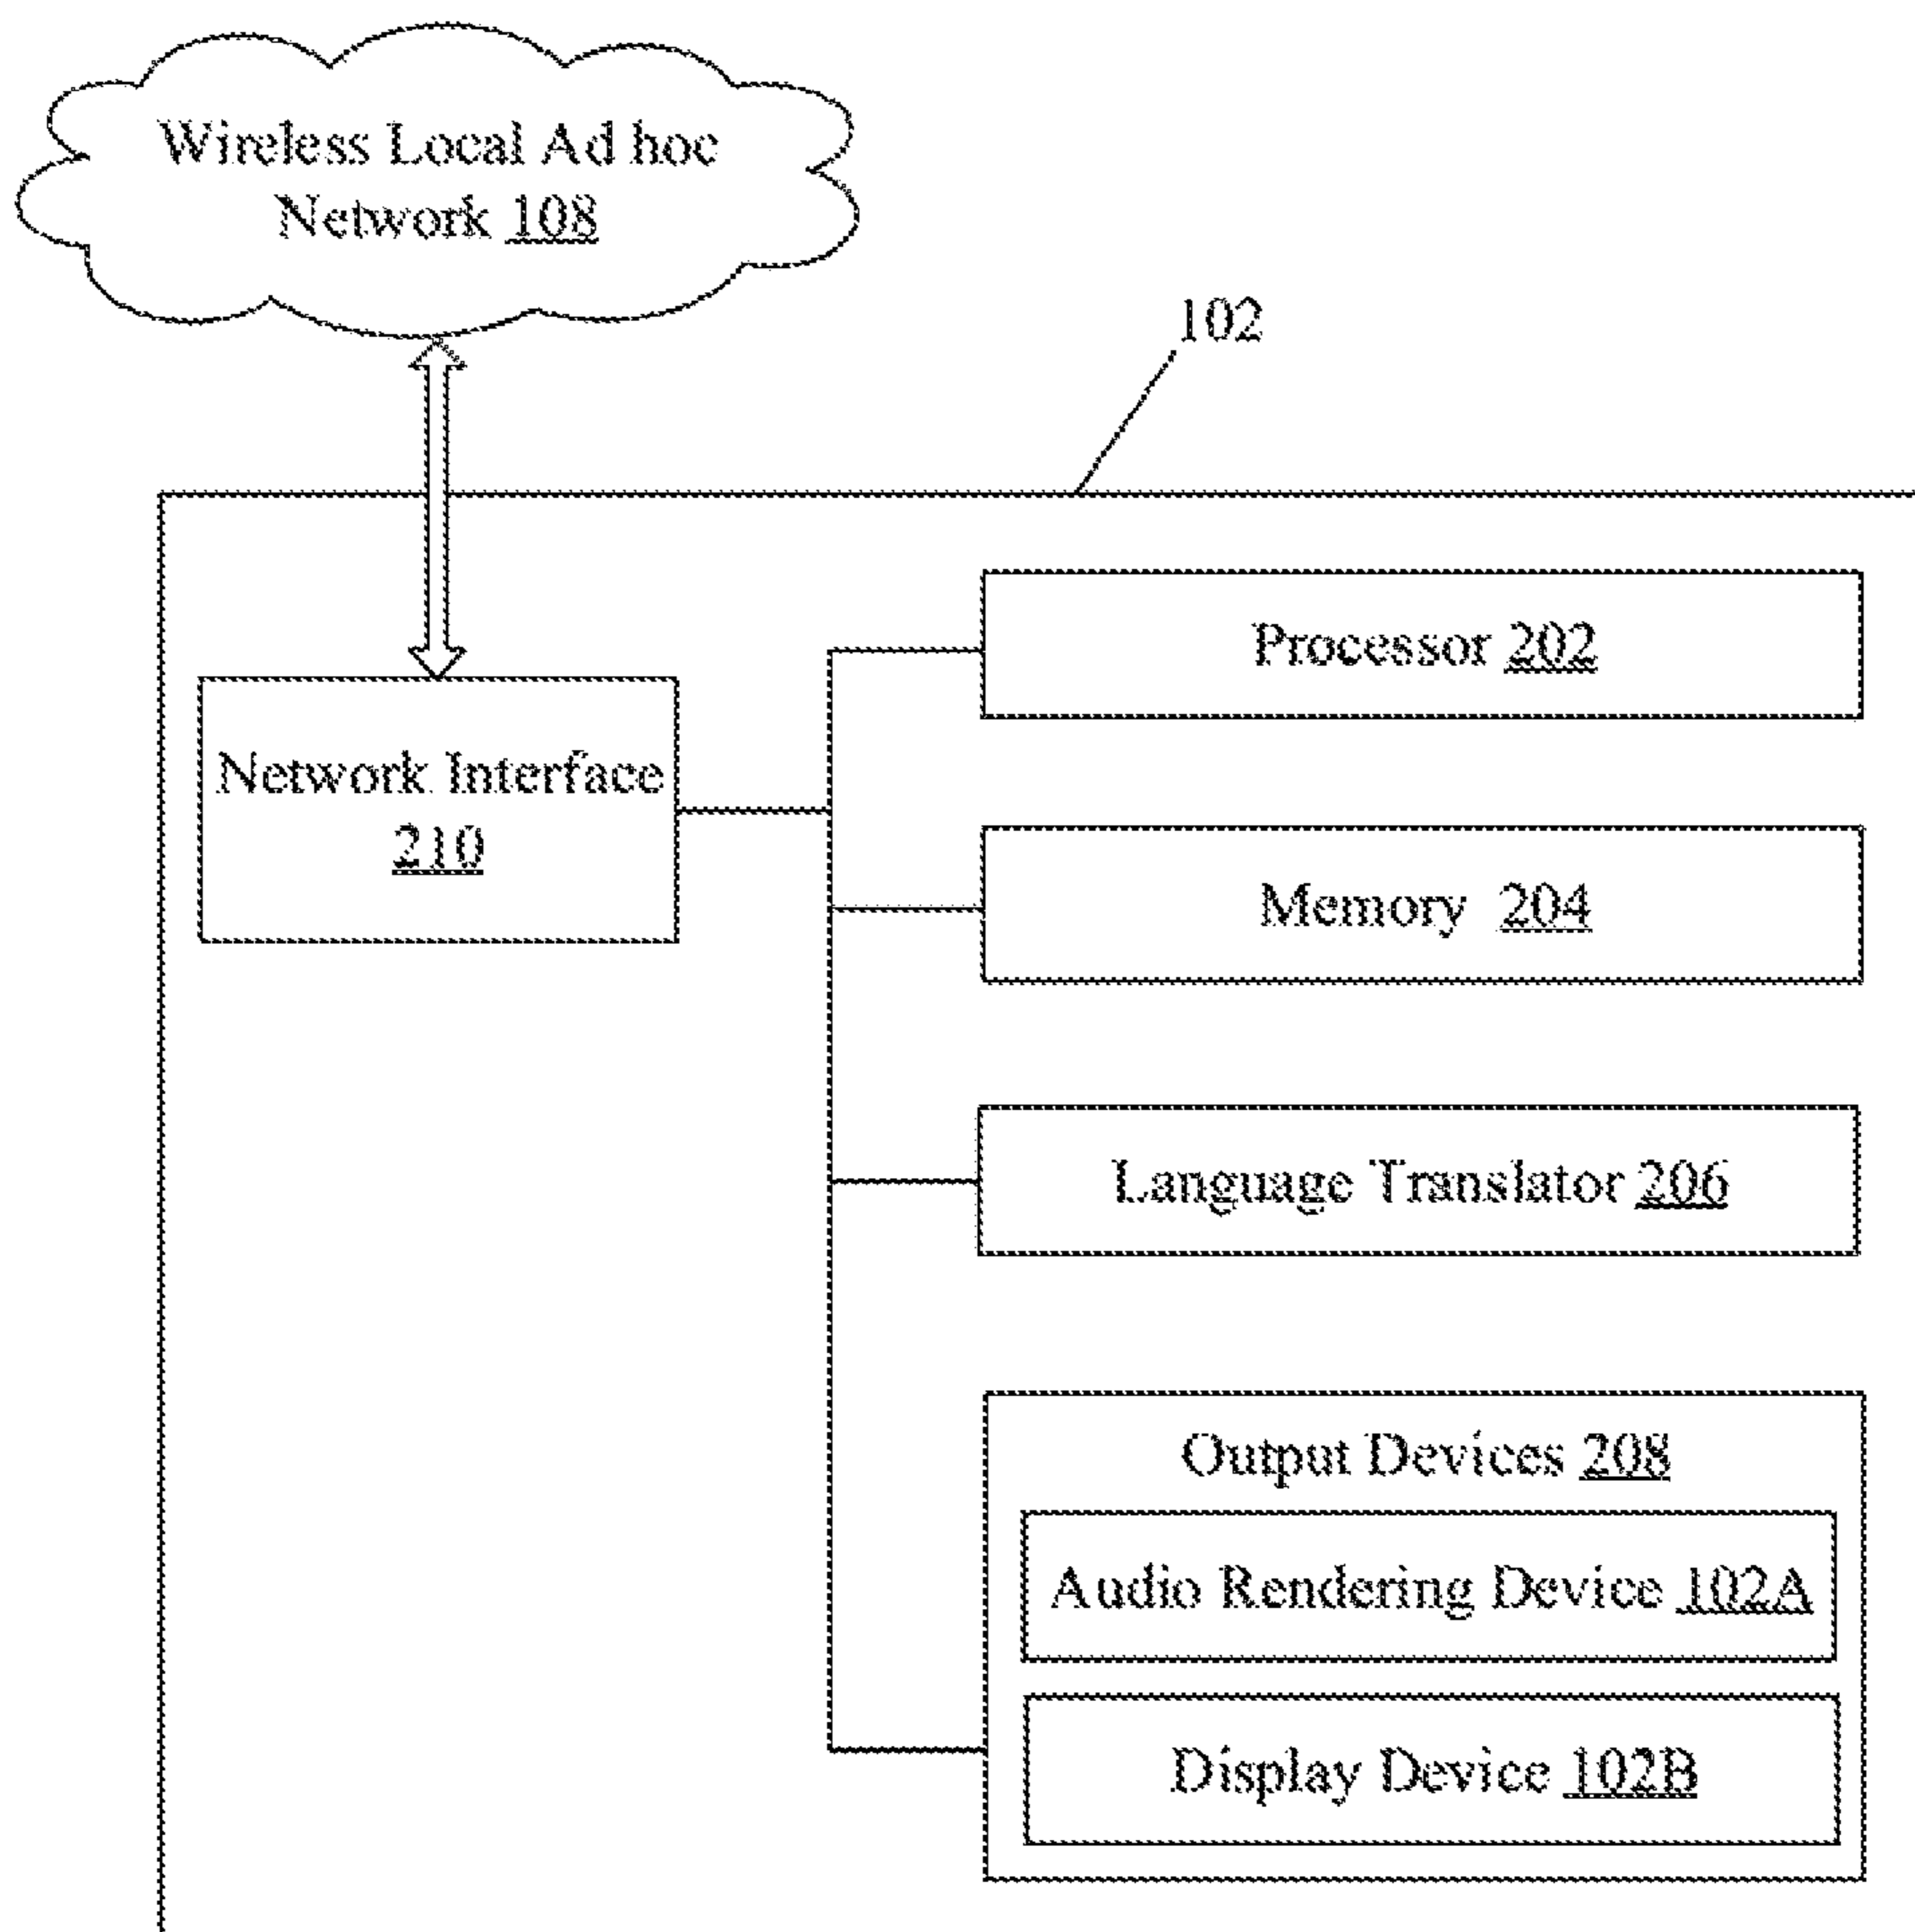 Wireless Local Ad hoc
Network 108
102
Processor 202
Network Interface
210
Memory 204
Language Translator 206
Output Devices 208
Audio Rendering Device 102A
Display Device 102B